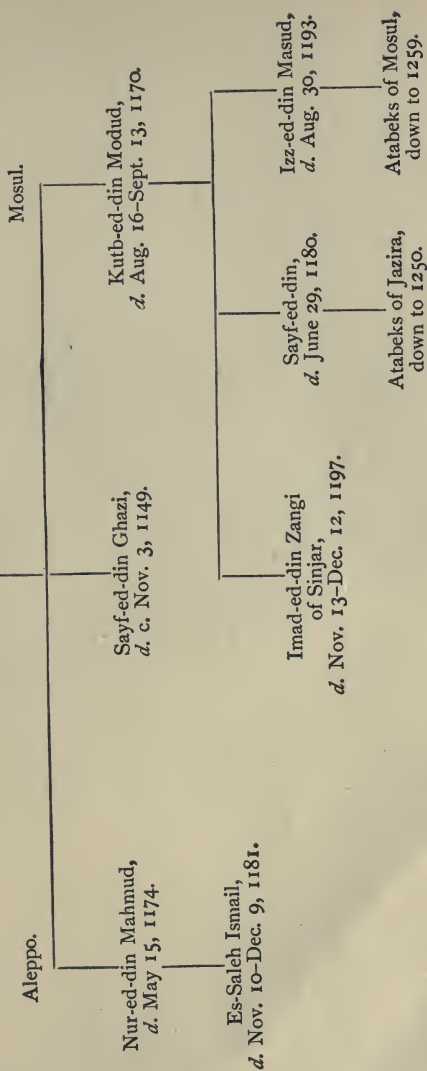 Aleppo.
Mosul.
Nur-ed-din Mahmud,
d. May 15, 1174.
Sayf-ed-din Ghazi,
d. c. Nov. 3, 1149.
Kutb-ed-din Modud,
d. Aug. 16–Sept. 13, 1170.
Es-Saleh Ismail,
d. Nov. 10–Dec. 9, 1181.
Imad-ed-din Zangi
of Sinjar,
d. Nov. 13–Dec. 12, 1197.
Sayf-ed-din,
d. June 29, 1180.
Izz-ed-din Masud,
d. Aug. 30, 1193.
Atabeks of Jazira,
down to 1250.
Atabeks of Mosul,
down to 1259.